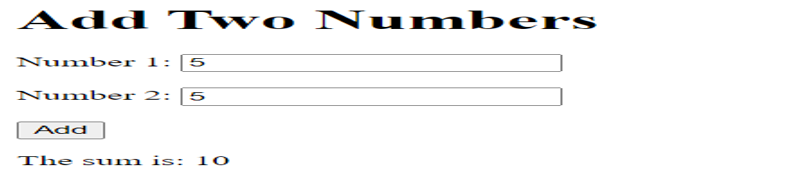 Add Two Numbers
Number 1: 5
Number 2: 5
Add
The sum is: 10